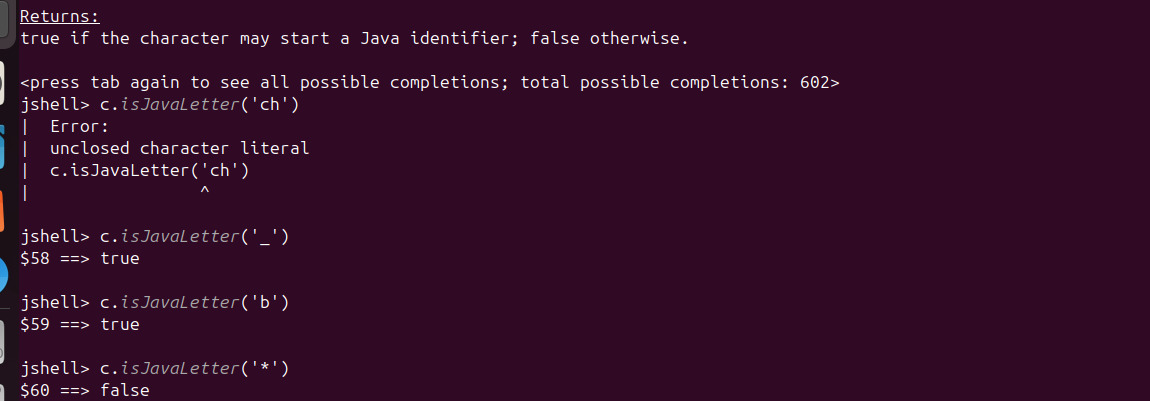 Returns:
true if the character may start a Java identifier; false otherwise.
<press tab again to see all possible completions; total possible completions: 602>
jshell> c.isJavaLetter('ch')
|  Error:
|  unclosed character literal
|  c.isJavaLetter('ch')
|                 ^
jshell> c.isJavaLetter('_')
$58 ==> true
jshell> c.isJavaLetter('b')
$59 ==> true
jshell> c.isJavaLetter('*')
$60 ==> false